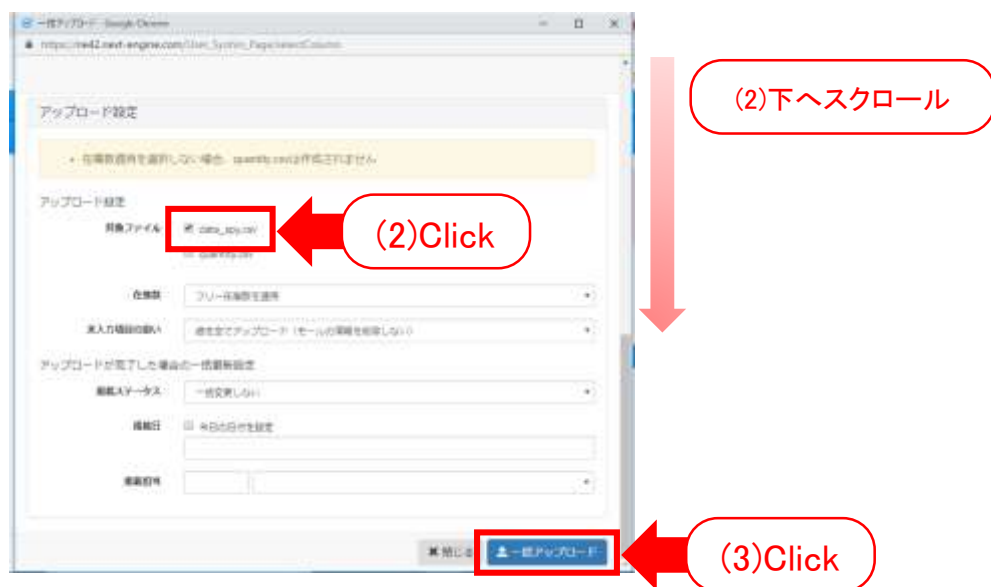 一括アップロード - Google Chrome
https://ne42.next-engine.com/User_Syohin_Page/selectColumn
(2)下へスクロール
アップロード設定
• 在庫数適用を選択しない場合、quantity.csvは作成されません
アップロード設定
対象ファイル data_spy.csv
(2)Click
quantity.csv
在庫数 フリー在庫数を適用
未入力項目の扱い 値を全てアップロード（モールの情報を削除しない）
アップロードが完了した場合の一括更新設定
掲載ステータス 一括変更しない
掲載日 今日の日付を設定
掲載担当
閉じる 一括アップロード
(3)Click